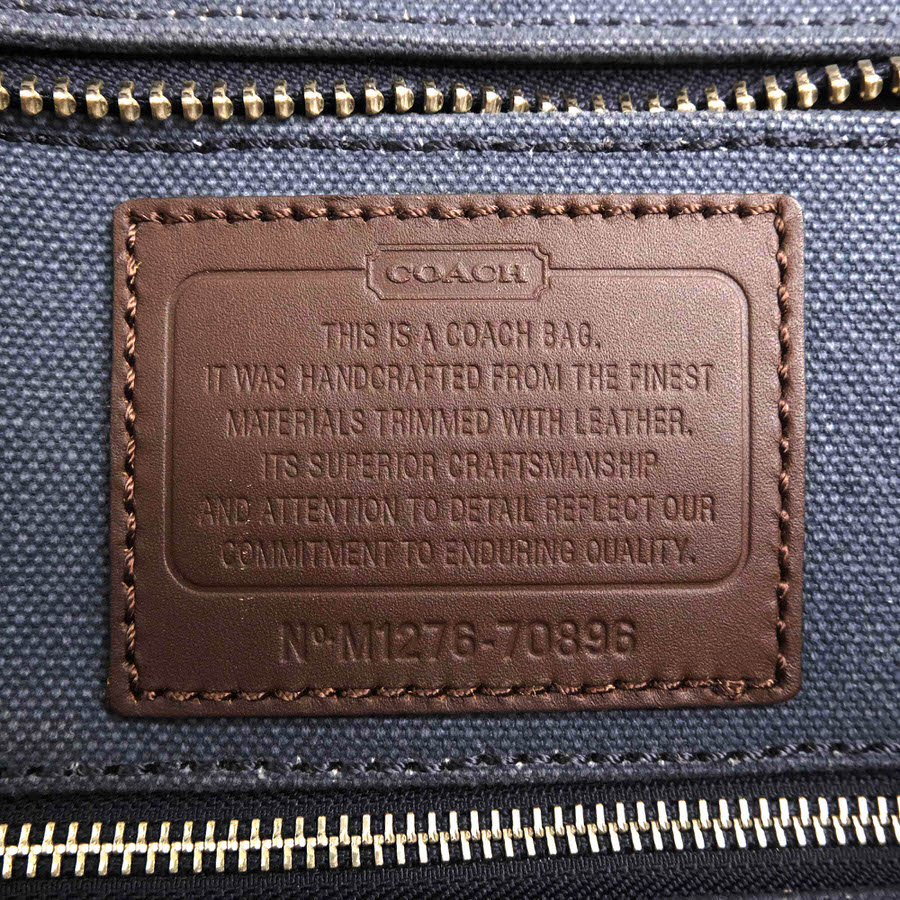 COACH
THIS IS A COACH BAG.
IT WAS HANDCRAFTED FROM THE FINEST
MATERIALS TRIMMED WITH LEATHER.
ITS SUPERIOR CRAFTSMANSHIP
AND ATTENTION TO DETAIL REFLECT OUR
COMMITMENT TO ENDURING QUALITY.
Nº M1276-70896